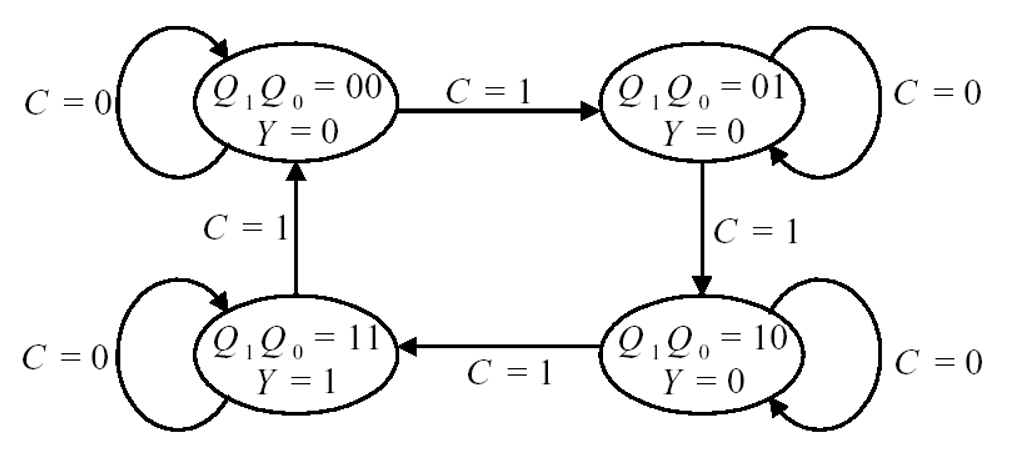 C = 0
Q₁Q₀ = 00
Y = 0
C = 1
Q₁Q₀ = 01
Y = 0
C = 0
C = 1
C = 1
C = 0
Q₁Q₀ = 11
Y = 1
C = 1
Q₁Q₀ = 10
Y = 0
C = 0